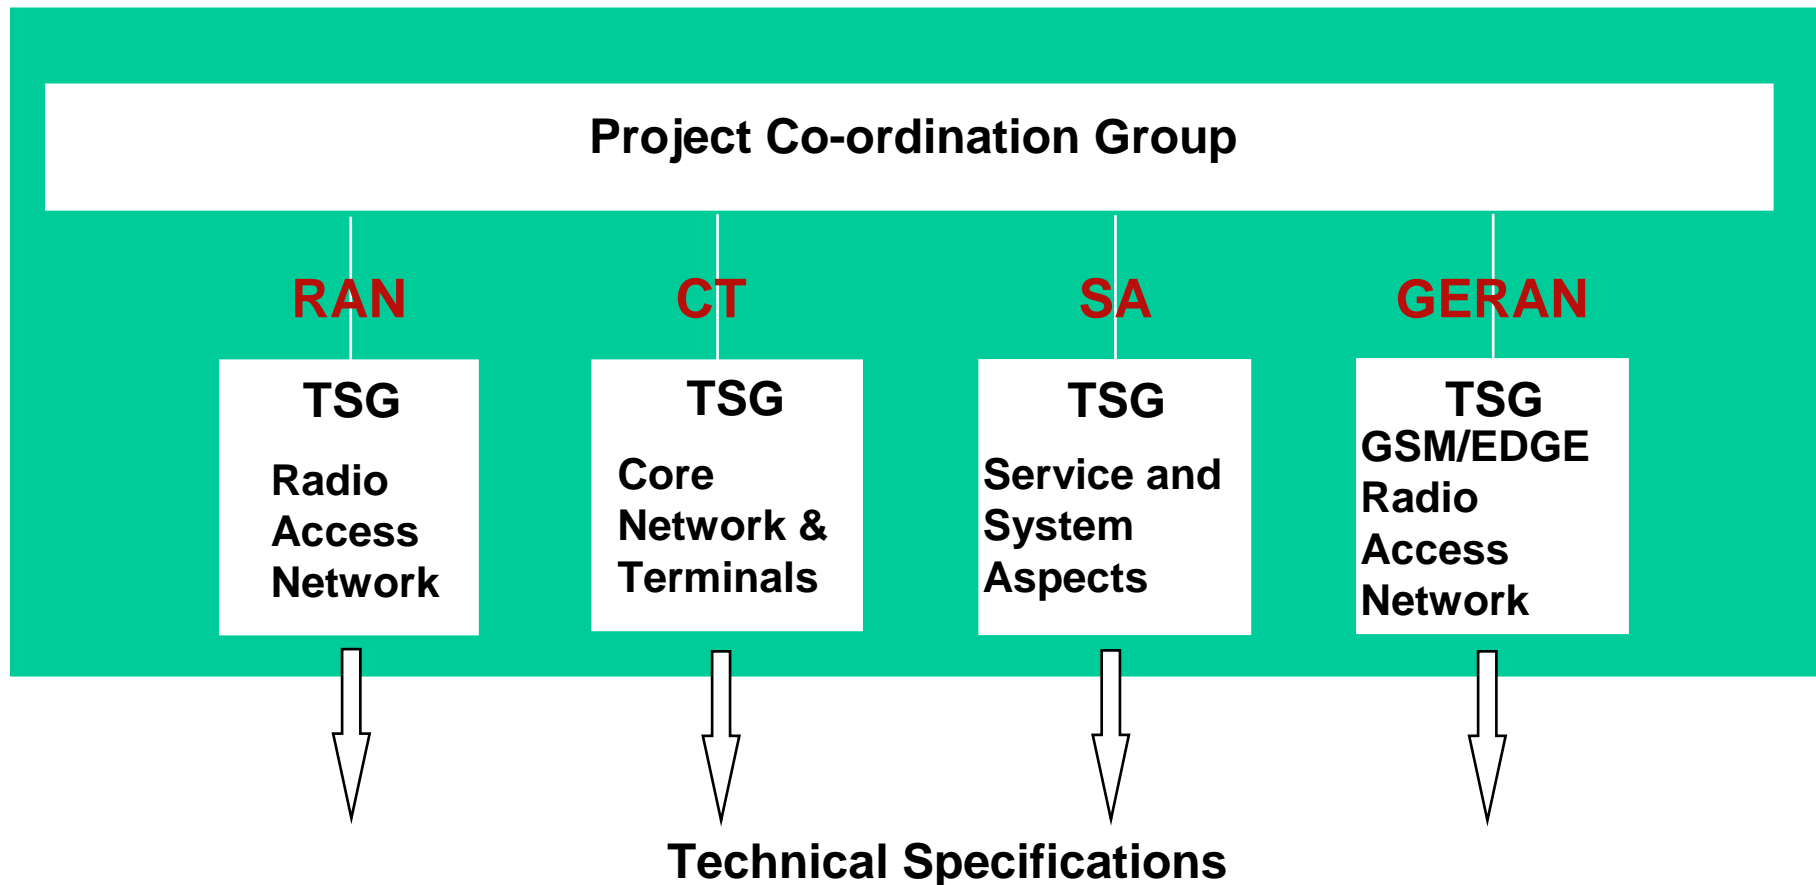 Project Co-ordination Group
RAN
CT
SA
GERAN
TSG
Radio
Access
Network
TSG
Core
Network &
Terminals
TSG
Service and
System
Aspects
TSG
GSM/EDGE
Radio
Access
Network
Technical Specifications